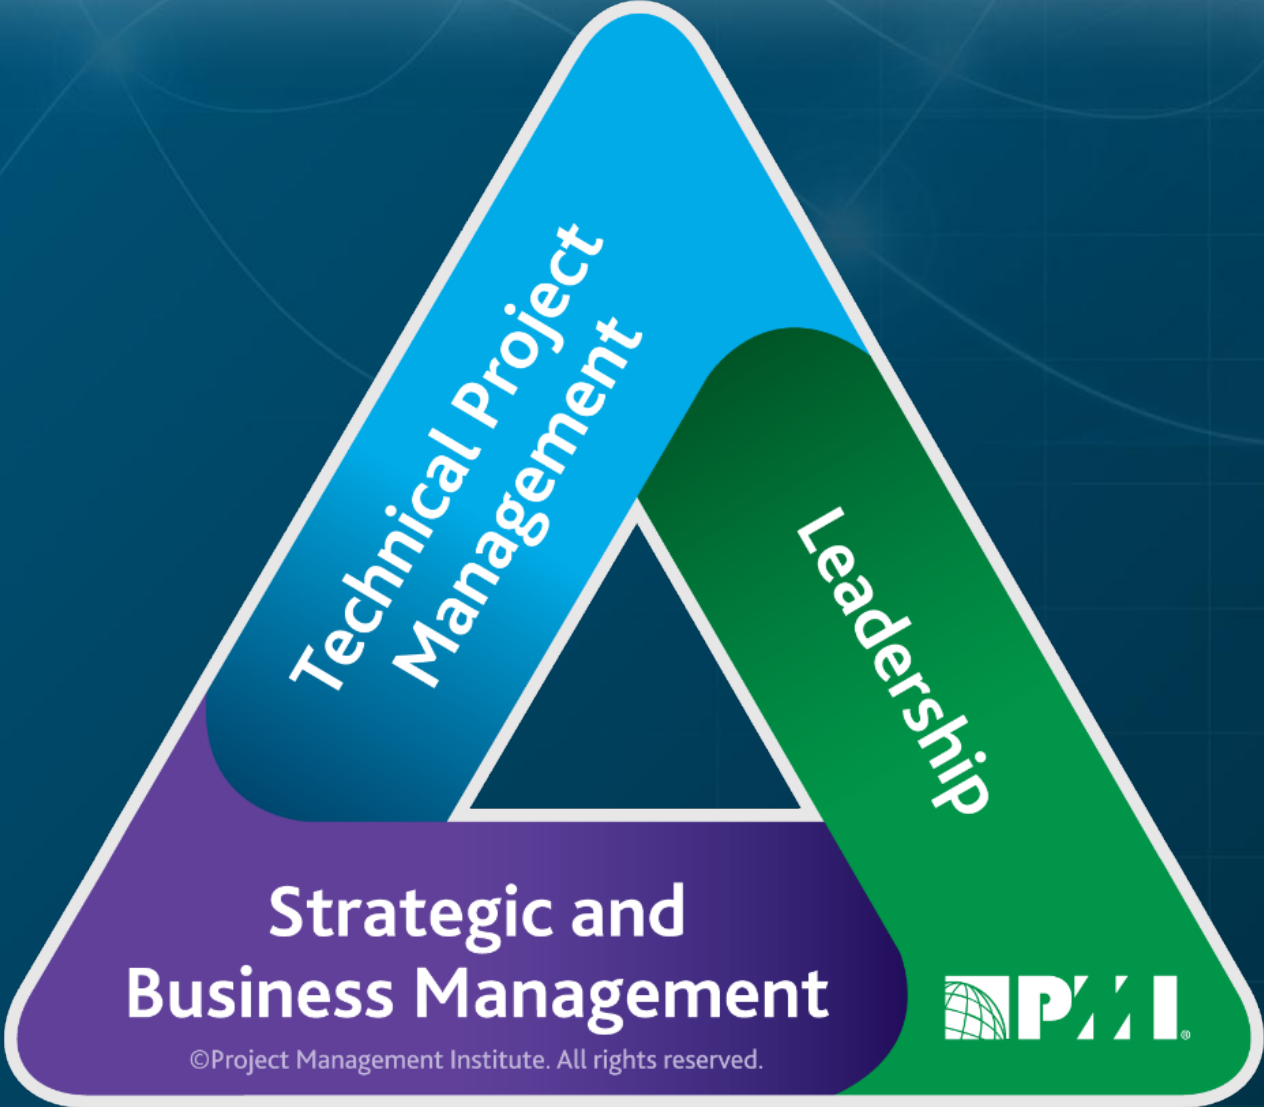 Technical Project
Management
Leadership
Strategic and
Business Management
©Project Management Institute. All rights reserved.
PMI®